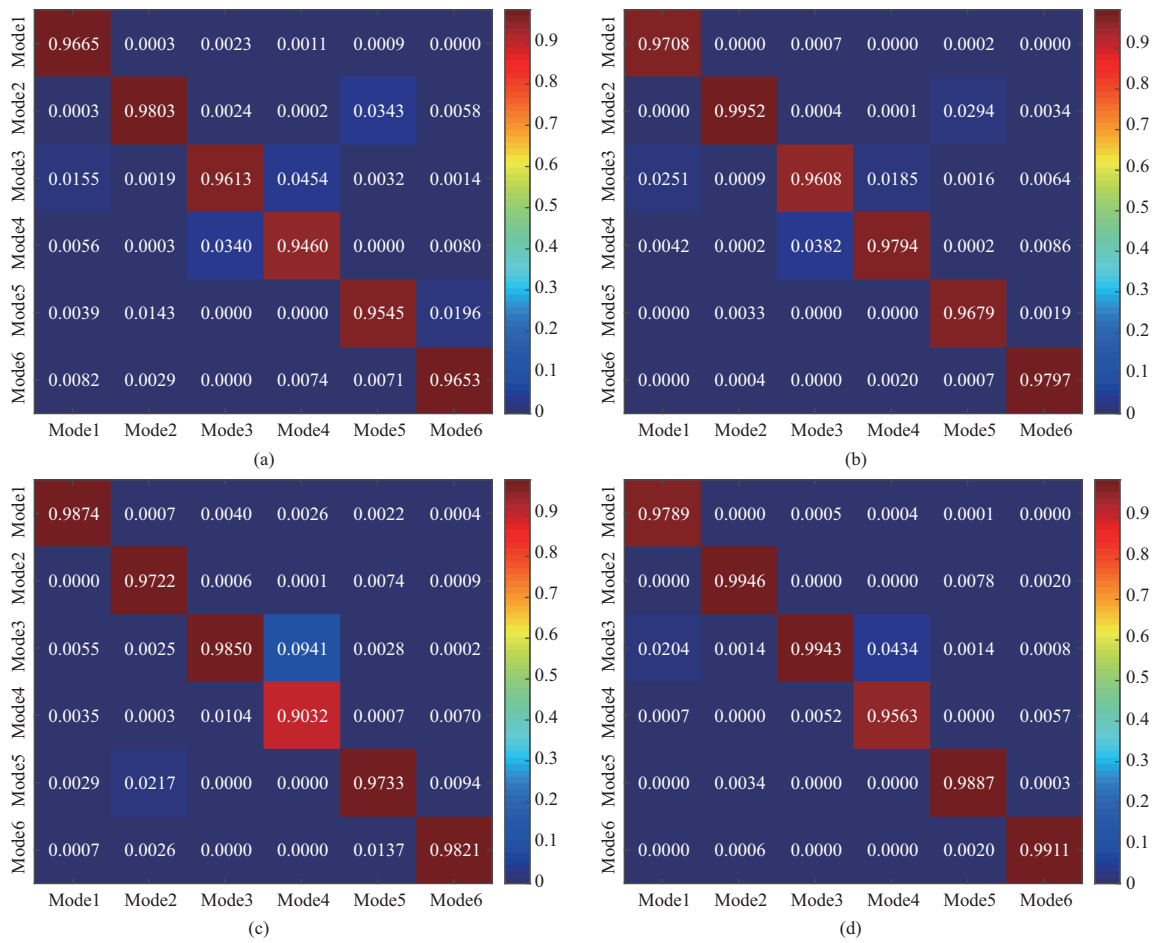 Mode1 0.9665 0.0003 0.0023 0.0011 0.0009 0.0000 0.9
0.8
Mode2 0.0003 0.9803 0.0024 0.0002 0.0343 0.0058 0.7
0.6
Mode3 0.0155 0.0019 0.9613 0.0454 0.0032 0.0014
0.5
Mode4 0.0056 0.0003 0.0340 0.9460 0.0000 0.0080 0.4
0.3
Mode5 0.0039 0.0143 0.0000 0.0000 0.9545 0.0196
0.2
Mode6 0.0082 0.0029 0.0000 0.0074 0.0071 0.9653 0.1
0
Mode1 Mode2 Mode3 Mode4 Mode5 Mode6
(a)
Mode1 0.9708 0.0000 0.0007 0.0000 0.0002 0.0000 0.9
0.8
Mode2 0.0000 0.9952 0.0004 0.0001 0.0294 0.0034 0.7
0.6
Mode3 0.0251 0.0009 0.9608 0.0185 0.0016 0.0064
0.5
Mode4 0.0042 0.0002 0.0382 0.9794 0.0002 0.0086 0.4
0.3
Mode5 0.0000 0.0033 0.0000 0.0000 0.9679 0.0019
0.2
Mode6 0.0000 0.0004 0.0000 0.0020 0.0007 0.9797 0.1
0
Mode1 Mode2 Mode3 Mode4 Mode5 Mode6
(b)
Mode1 0.9874 0.0007 0.0040 0.0026 0.0022 0.0004 0.9
0.8
Mode2 0.0000 0.9722 0.0006 0.0001 0.0074 0.0009 0.7
0.6
Mode3 0.0055 0.0025 0.9850 0.0941 0.0028 0.0002
0.5
Mode4 0.0035 0.0003 0.0104 0.9032 0.0007 0.0070 0.4
0.3
Mode5 0.0029 0.0217 0.0000 0.0000 0.9733 0.0094
0.2
Mode6 0.0007 0.0026 0.0000 0.0000 0.0137 0.9821 0.1
0
Mode1 Mode2 Mode3 Mode4 Mode5 Mode6
(c)
Mode1 0.9789 0.0000 0.0005 0.0004 0.0001 0.0000 0.9
0.8
Mode2 0.0000 0.9946 0.0000 0.0000 0.0078 0.0020 0.7
0.6
Mode3 0.0204 0.0014 0.9943 0.0434 0.0014 0.0008
0.5
Mode4 0.0007 0.0000 0.0052 0.9563 0.0000 0.0057 0.4
0.3
Mode5 0.0000 0.0034 0.0000 0.0000 0.9887 0.0003
0.2
Mode6 0.0000 0.0006 0.0000 0.0000 0.0020 0.9911 0.1
0
Mode1 Mode2 Mode3 Mode4 Mode5 Mode6
(d)